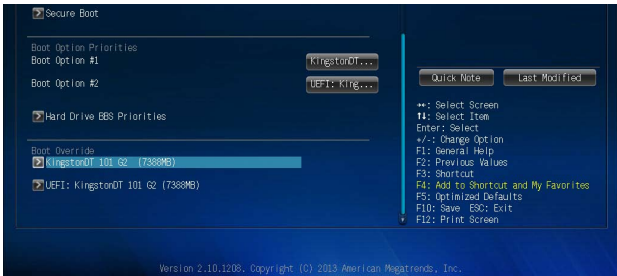 Secure Boot
Boot Option Priorities
Boot Option #1 KingstonDT...
Boot Option #2 UEFI: King...
Hard Drive BBS Priorities
Boot Override
KingstonDT 101 G2 (7388MB)
UEFI: KingstonDT 101 G2 (7388MB)
Quick Note Last Modified
→←: Select Screen
↑↓: Select Item
Enter: Select
+/-: Change Option
F1: General Help
F2: Previous Values
F3: Shortcut
F4: Add to Shortcut and My Favorites
F5: Optimized Defaults
F10: Save ESC: Exit
F12: Print Screen
Version 2.10.1208. Copyright (C) 2013 American Megatrends, Inc.